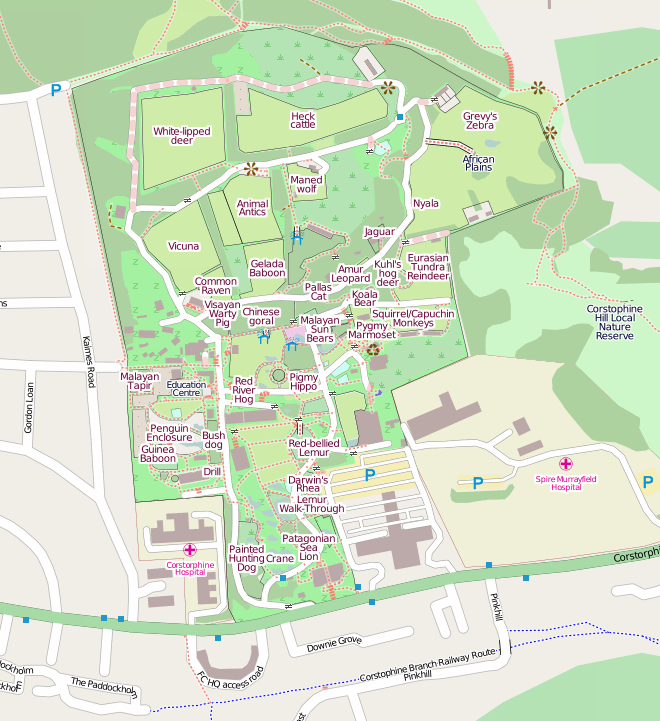 P
White-lipped
deer
Heck
cattle
Grevy's
Zebra
African
Plains
Maned
wolf
Animal
Antics
Nyala
Vicuna
Jaguar
Gelada
Baboon
Amur
Leopard
Kuhl's
hog
deer
Eurasian
Tundra
Reindeer
Common
Raven
Pallas
Cat
Koala
Bear
Visayan
Warty
Pig
Chinese
goral
Malayan
Sun
Bears
Squirrel/Capuchin
Monkeys
Pygmy
Marmoset
Corstophine
Hill Local
Nature
Reserve
Kaimes Road
Gordon Loan
Malayan
Tapir
Education
Centre
Red
River
Hog
Pigmy
Hippo
Penguin
Enclosure
Guinea
Baboon
Bush
dog
Drill
Red-bellied
Lemur
Darwin's
Rhea
Lemur
Walk-Through
P
P
P
Spire Murrayfield
Hospital
Patagonian
Sea
Lion
Painted
Hunting
Dog
Crane
Corstorphine
Hospital
Corstorph
Pinkhill
Downie Grove
FC HQ access road
The Paddockholm
Corstorphine Branch Railway Route
Pinkhill